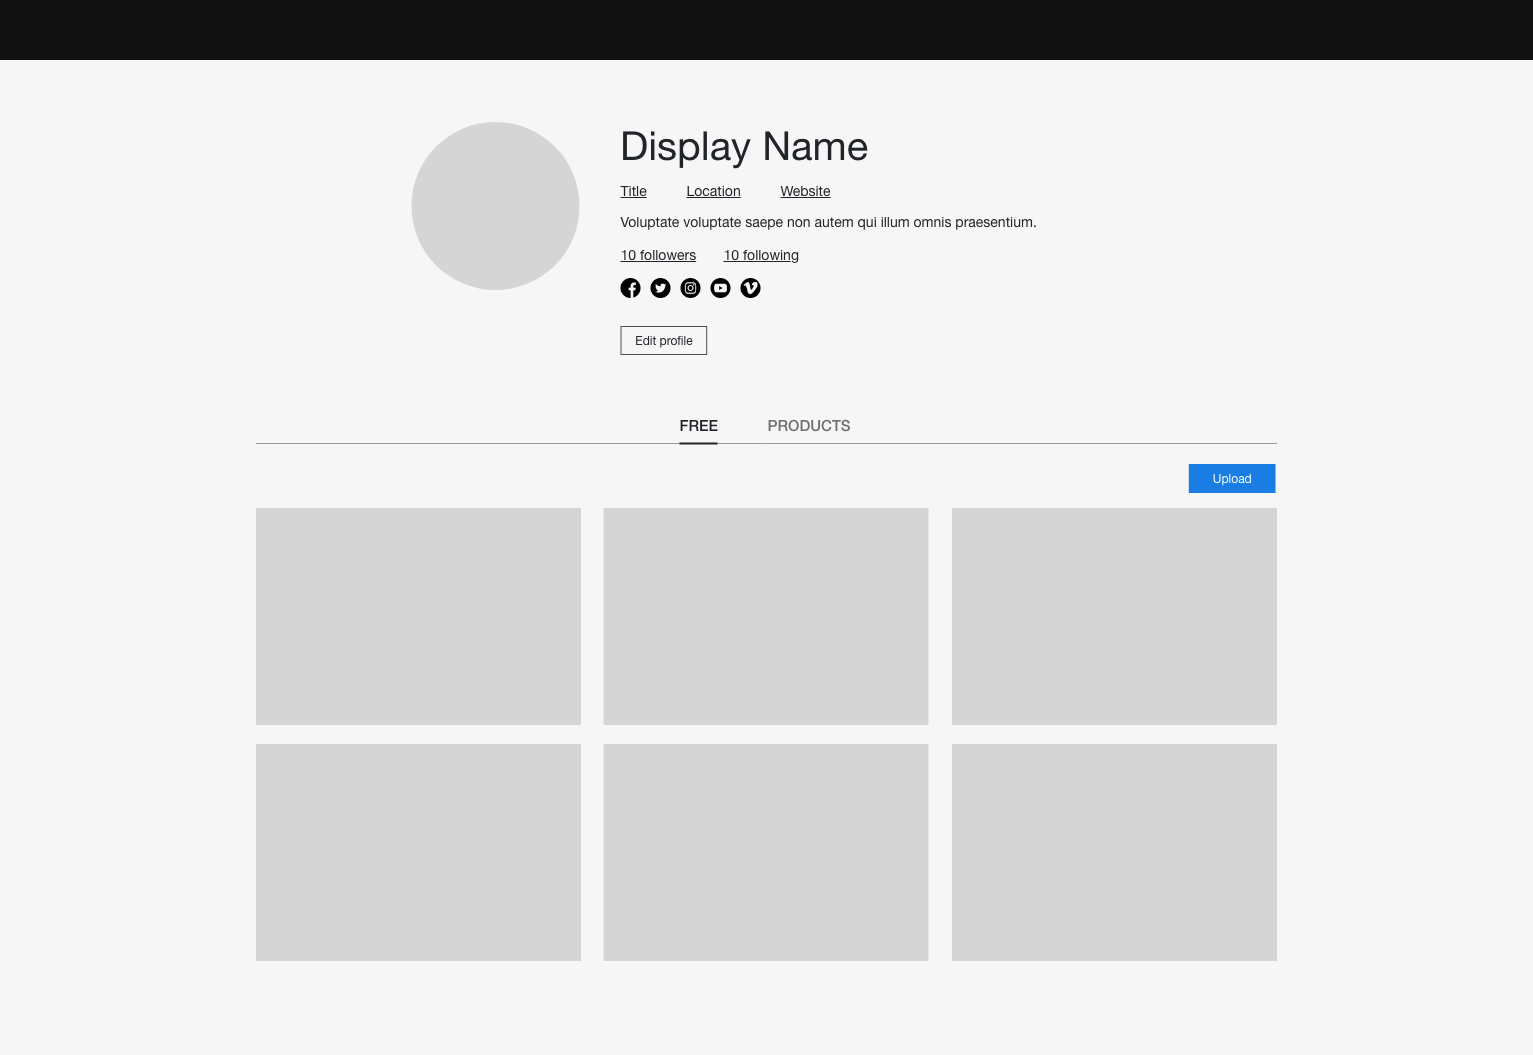 Display Name
Title Location Website
Voluptate voluptate saepe non autem qui illum omnis praesentium.
10 followers 10 following
Edit profile
FREE PRODUCTS
Upload